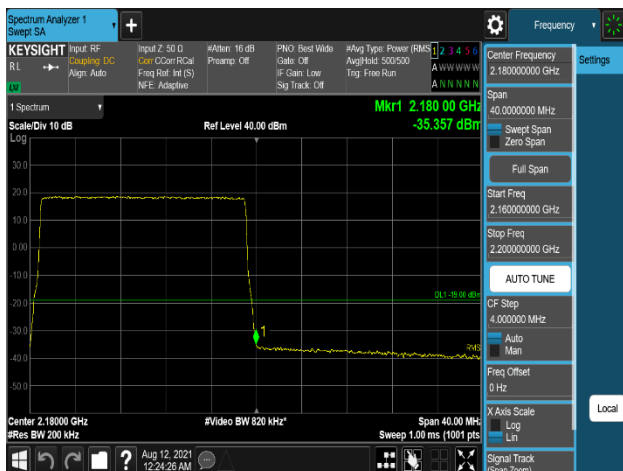 Spectrum Analyzer 1
Swept SA
+
Frequency
KEYSIGHT
RL
LW
Input: RF
Coupling: DC
Align: Auto
Input Z: 50 Ω
Corr CCorr RCal
Freq Ref: Int (S)
NFE: Adaptive
#Atten: 16 dB
Preamp: Off
PNO: Best Wide
Gate: Off
IF Gain: Low
Sig Track: Off
#Avg Type: Power (RMS
Avg|Hold: 500/500
Trig: Free Run
1 2 3 4 5 6
A W W W W W
A N N N N N
1 Spectrum
Scale/Div 10 dB
Log
Ref Level 40.00 dBm
Mkr1 2.180 00 GHz
-35.357 dBm
30.0
20.0
10.0
0.00
-10.0
-20.0
-30.0
-40.0
-50.0
DL1 -19.00 dBm
1
RMS
Center 2.18000 GHz
#Res BW 200 kHz
#Video BW 820 kHz*
Span 40.00 MHz
Sweep 1.00 ms (1001 pts)
?
Aug 12, 2021
12:24:26 AM
Center Frequency
2.180000000 GHz
Span
40.0000000 MHz
Swept Span
Zero Span
Full Span
Start Freq
2.160000000 GHz
Stop Freq
2.200000000 GHz
AUTO TUNE
CF Step
4.000000 MHz
Auto
Man
Freq Offset
0 Hz
X Axis Scale
Log
Lin
Signal Track
(Span Zoom)
Settings
Local